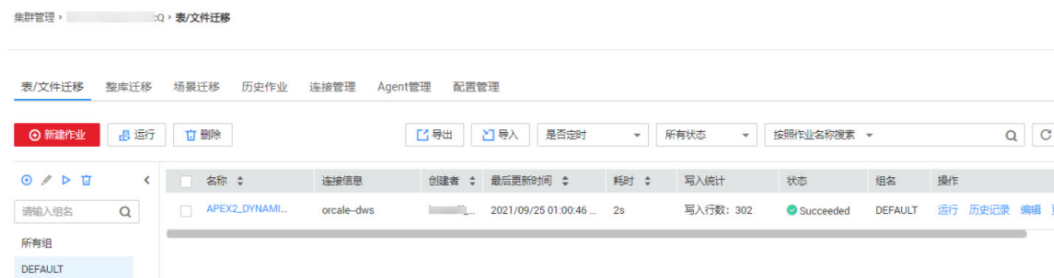 集群管理 › :Q › 表/文件迁移
表/文件迁移 整库迁移 场景迁移 历史作业 连接管理 Agent管理 配置管理
新建作业 运行 删除 导出 导入 是否定时 所有状态 按照作业名称搜索
名称 连接信息 创建者 最后更新时间 耗时 写入统计 状态 组名 操作
请输入组名 APEX2_DYNAMI... orcale--dws 2021/09/25 01:00:46 ... 2s 写入行数: 302 Succeeded DEFAULT 运行 历史记录 编辑
所有组
DEFAULT